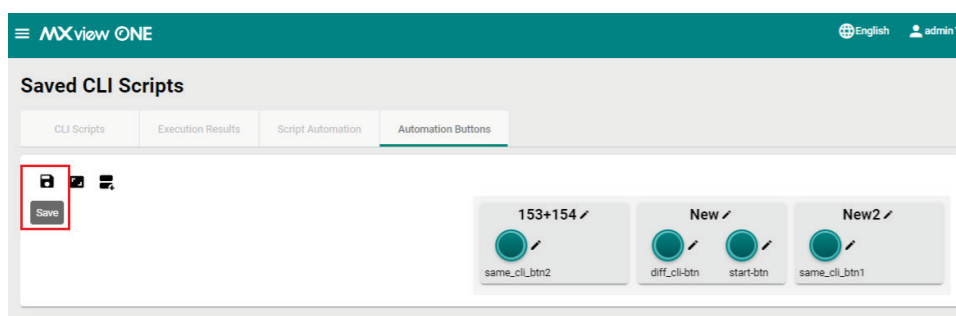 MXview ONE English admin
Saved CLI Scripts
CLI Scripts Execution Results Script Automation Automation Buttons
Save
153+154 New New2
same_cli_btn2 diff_cli-btn start-btn same_cli_btn1